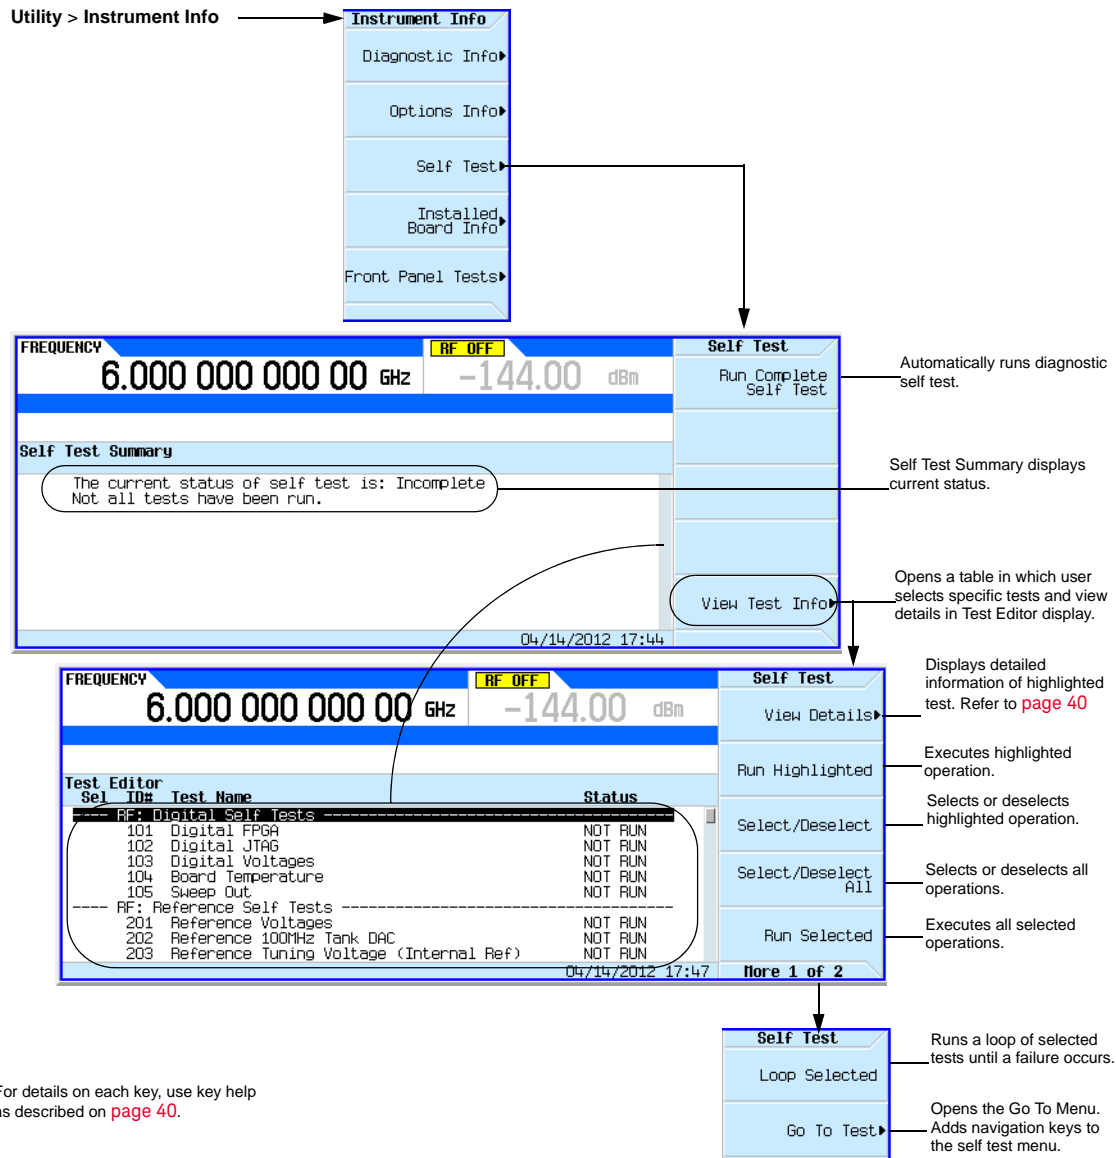 Utility > Instrument Info
Instrument Info
Diagnostic Info
Options Info
Self Test
Installed
Board Info
Front Panel Tests
FREQUENCY
6.000 000 000 00 GHz
RF OFF
-144.00 dBm
Self Test Summary
The current status of self test is: Incomplete
Not all tests have been run.
04/14/2012 17:44
Self Test
Run Complete
Self Test
View Test Info
Automatically runs diagnostic
self test.
Self Test Summary displays
current status.
Opens a table in which user
selects specific tests and view
details in Test Editor display.
FREQUENCY
6.000 000 000 00 GHz
RF OFF
-144.00 dBm
Test Editor
Sel ID# Test Name Status
---- RF: Digital Self Tests ----
101 Digital FPGA NOT RUN
102 Digital JTAG NOT RUN
103 Digital Voltages NOT RUN
104 Board Temperature NOT RUN
105 Sweep Out NOT RUN
---- RF: Reference Self Tests ----
201 Reference Voltages NOT RUN
202 Reference 100MHz Tank DAC NOT RUN
203 Reference Tuning Voltage (Internal Ref) NOT RUN
04/14/2012 17:47
Self Test
View Details
Run Highlighted
Select/Deselect
Select/Deselect
All
Run Selected
More 1 of 2
Displays detailed
information of highlighted
test. Refer to page 40
Executes highlighted
operation.
Selects or deselects
highlighted operation.
Selects or deselects all
operations.
Executes all selected
operations.
Self Test
Loop Selected
Go To Test
Runs a loop of selected
tests until a failure occurs.
Opens the Go To Menu.
Adds navigation keys to
the self test menu.
For details on each key, use key help
as described on page 40.